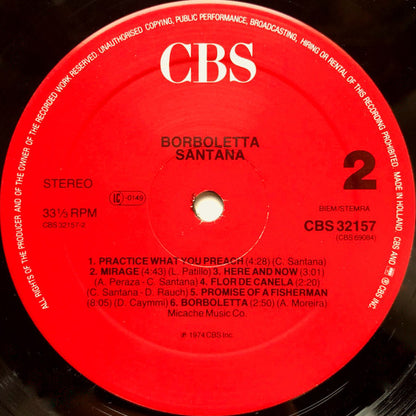 ALL RIGHTS OF THE PRODUCER AND OF THE OWNER OF THE RECORDED WORK RESERVED. UNAUTHORISED COPYING, PUBLIC PERFORMANCE, BROADCASTING, HIRING OR RENTAL OF THIS RECORDING PROHIBITED. MADE IN HOLLAND. CBS AND ARE ® CBS INC
CBS
BORBOLETTA
SANTANA
2
STEREO
-0149
33⅓ RPM
CBS 32157-2
BIEM/STEMRA
CBS 32157
(CBS 69084)
1. PRACTICE WHAT YOU PREACH (4:28) (C. Santana)
2. MIRAGE (4:43) (L. Patillo) 3. HERE AND NOW (3:01)
(A. Peraza - C. Santana) 4. FLOR DE CANELA (2:20)
(C. Santana - D. Rauch) 5. PROMISE OF A FISHERMAN
(8:05) (D. Caymmi) 6. BORBOLETTA (2:50) (A. Moreira)
Micache Music Co.
℗ 1974 CBS Inc.